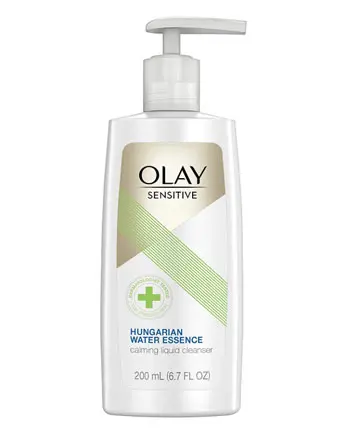 OLAY
SENSITIVE
HUNGARIAN
WATER ESSENCE
calming liquid cleanser
200 mL (6.7 FL OZ)